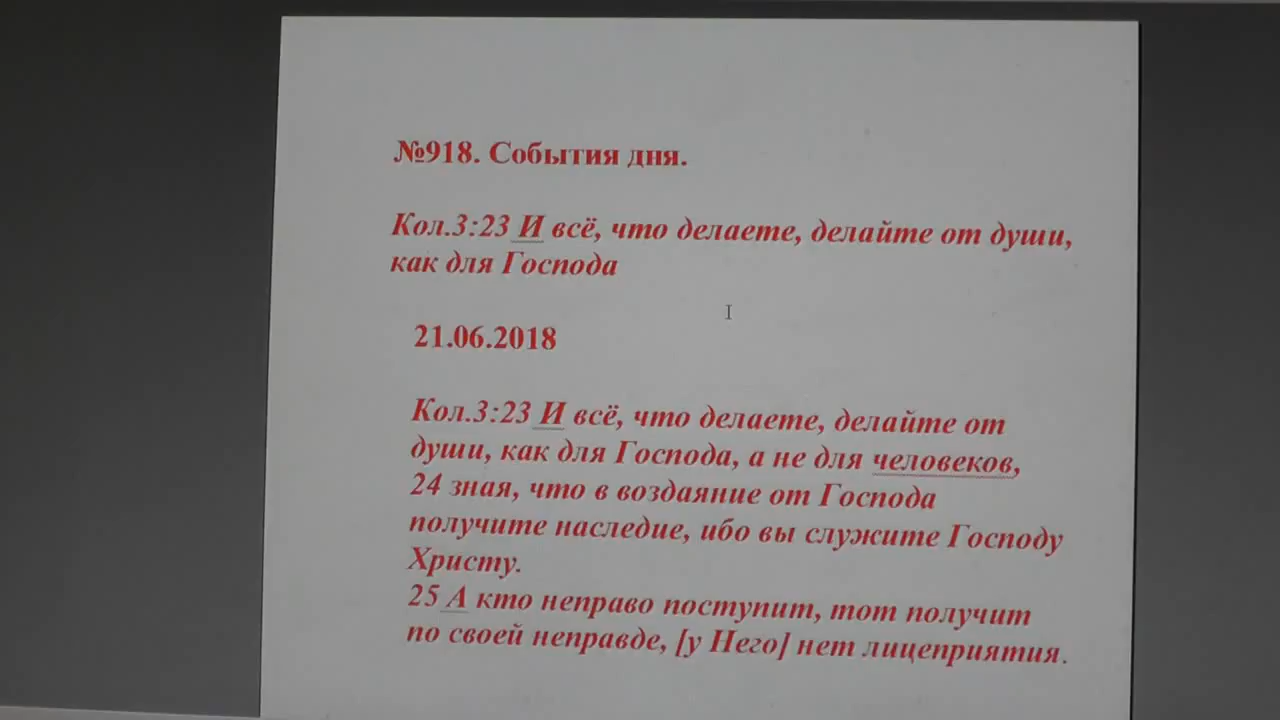 №918. События дня.
Кол.3:23 И всё, что делаете, делайте от души,
как для Господа
21.06.2018
Кол.3:23 И всё, что делаете, делайте от
души, как для Господа, а не для человеков,
24 зная, что в воздаяние от Господа
получите наследие, ибо вы служите Господу
Христу.
25 А кто неправо поступит, тот получит
по своей неправде, [у Него] нет лицеприятия.